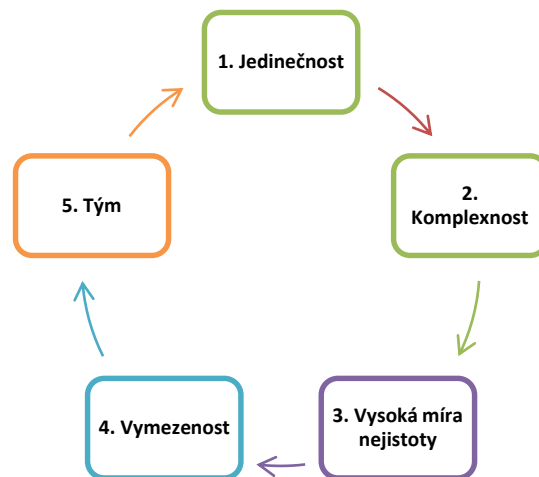 1. Jedinečnost
2.
Komplexnost
3. Vysoká míra
nejistoty
4. Vymezenost
5. Tým